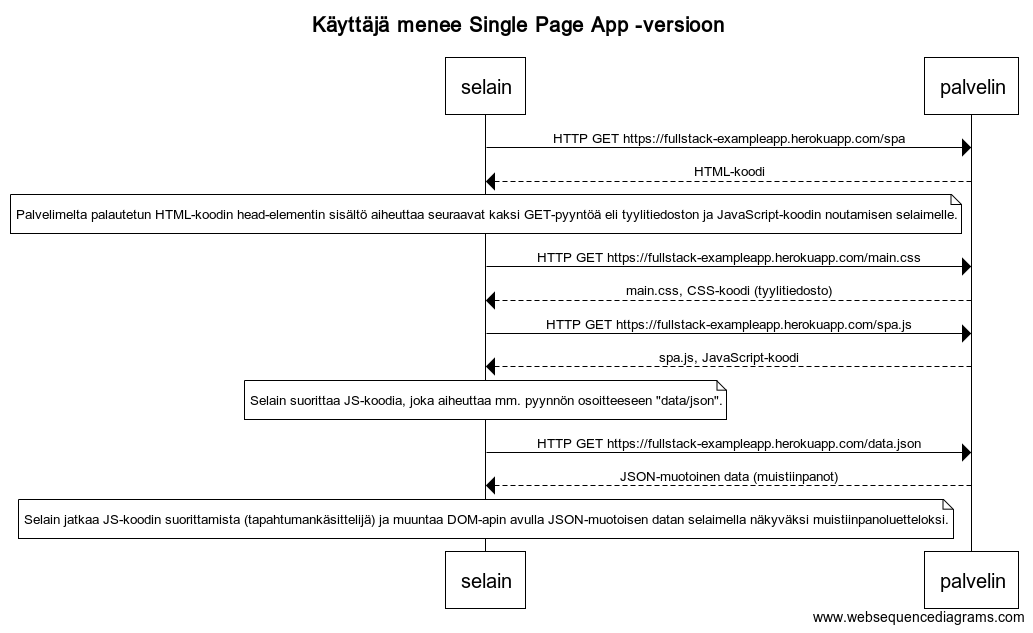 Käyttäjä menee Single Page App -versioon
selain
palvelin
HTTP GET https://fullstack-exampleapp.herokuapp.com/spa
HTML-koodi
Palvelimelta palautetun HTML-koodin head-elementin sisältö aiheuttaa seuraavat kaksi GET-pyyntöä eli tyylitiedoston ja JavaScript-koodin noutamisen selaimelle.
HTTP GET https://fullstack-exampleapp.herokuapp.com/main.css
main.css, CSS-koodi (tyylitiedosto)
HTTP GET https://fullstack-exampleapp.herokuapp.com/spa.js
spa.js, JavaScript-koodi
Selain suorittaa JS-koodia, joka aiheuttaa mm. pyynnön osoitteeseen "data/json".
HTTP GET https://fullstack-exampleapp.herokuapp.com/data.json
JSON-muotoinen data (muistiinpanot)
Selain jatkaa JS-koodin suorittamista (tapahtumankäsittelijä) ja muuntaa DOM-apin avulla JSON-muotoisen datan selaimella näkyväksi muistiinpanoluetteloksi.
selain
palvelin
www.websequencediagrams.com